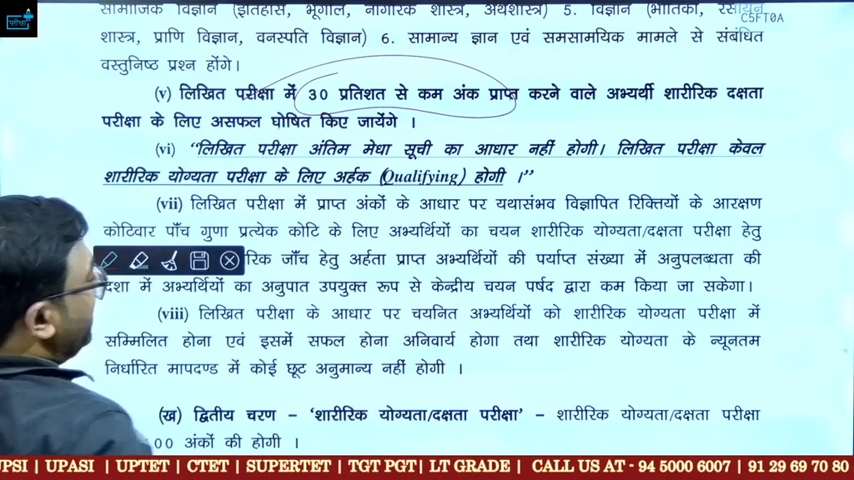 परीक्षा
C5FT0A
सामाजिक विज्ञान (इतिहास, भूगोल, नागरिक शास्त्र, अर्थशास्त्र) 5. विज्ञान (भौतिकी, रसायन
शास्त्र, प्राणि विज्ञान, वनस्पति विज्ञान) 6. सामान्य ज्ञान एवं समसामयिक मामले से संबंधित
वस्तुनिष्ठ प्रश्न होंगे।
(v) लिखित परीक्षा में 30 प्रतिशत से कम अंक प्राप्त करने वाले अभ्यर्थी शारीरिक दक्षता
परीक्षा के लिए असफल घोषित किए जायेंगे ।
(vi) "लिखित परीक्षा अंतिम मेधा सूची का आधार नहीं होगी। लिखित परीक्षा केवल
शारीरिक योग्यता परीक्षा के लिए अर्हक (Qualifying) होगी ।"
(vii) लिखित परीक्षा में प्राप्त अंकों के आधार पर यथासंभव विज्ञापित रिक्तियों के आरक्षण
कोटिवार पाँच गुणा प्रत्येक कोटि के लिए अभ्यर्थियों का चयन शारीरिक योग्यता/दक्षता परीक्षा हेतु
रिक जाँच हेतु अर्हता प्राप्त अभ्यर्थियों की पर्याप्त संख्या में अनुपलब्धता की
दशा में अभ्यर्थियों का अनुपात उपयुक्त रूप से केन्द्रीय चयन पर्षद द्वारा कम किया जा सकेगा।
(viii) लिखित परीक्षा के आधार पर चयनित अभ्यर्थियों को शारीरिक योग्यता परीक्षा में
सम्मिलित होना एवं इसमें सफल होना अनिवार्य होगा तथा शारीरिक योग्यता के न्यूनतम
निर्धारित मापदण्ड में कोई छूट अनुमान्य नहीं होगी ।
(ख) द्वितीय चरण – 'शारीरिक योग्यता/दक्षता परीक्षा' – शारीरिक योग्यता/दक्षता परीक्षा
00 अंकों की होगी ।
UPSI | UPASI | UPTET | CTET | SUPERTET | TGT PGT| LT GRADE | CALL US AT - 94 5000 6007 | 91 29 69 70 80